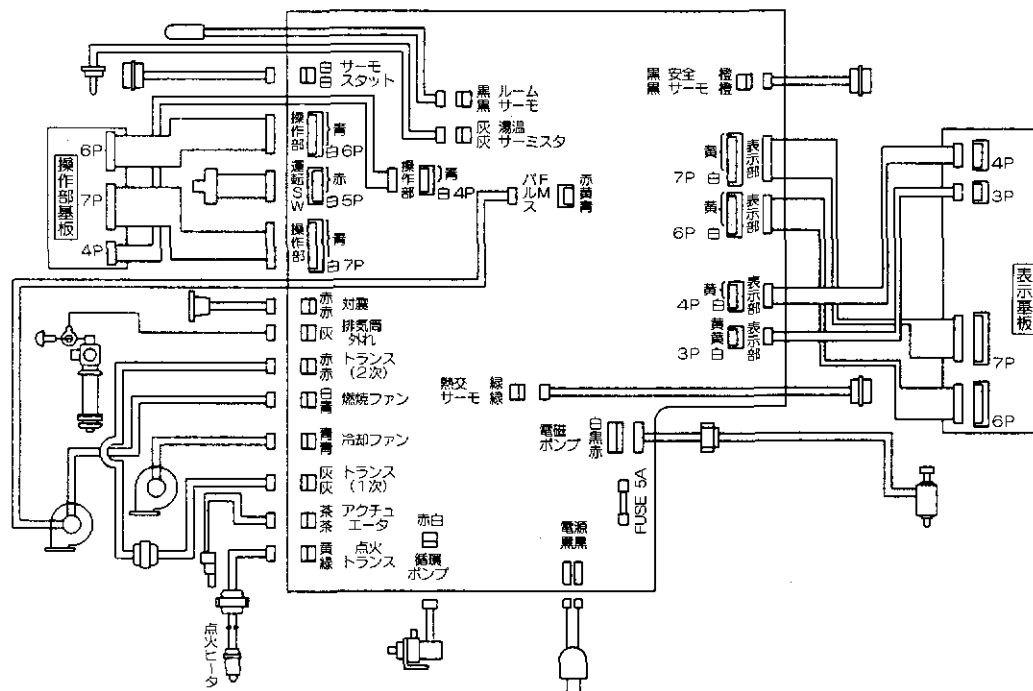 白 サーモ
白 スタット
黒 ルーム
黒 サーモ
灰 湯温
灰 サーミスタ
黒 安全 橙
黒 サーモ 橙
操作部基板
6P
7P
4P
操作部
青
白 6P
運転SW
赤
白 5P
操作部
青
白 7P
操作部
青
白 4P
FM
パルス
赤
黄
青
黄
7P 白
表示部
黄
6P 白
表示部
黄
4P 白
表示部
黄
黄
3P 白
表示部
4P
3P
表示基板
7P
6P
赤 対震
赤
灰 排気筒
外れ
赤 トランス
赤 (2次)
白 燃焼ファン
青
青 冷却ファン
青
灰 トランス
灰 (1次)
茶 アクチュ
茶 エータ
黄 点火
緑 トランス
熱交 緑
サーモ 緑
電磁 白
ポンプ 黒
赤
FUSE 5A
赤白
循環
ポンプ
電源
黒黒
点火ヒータ